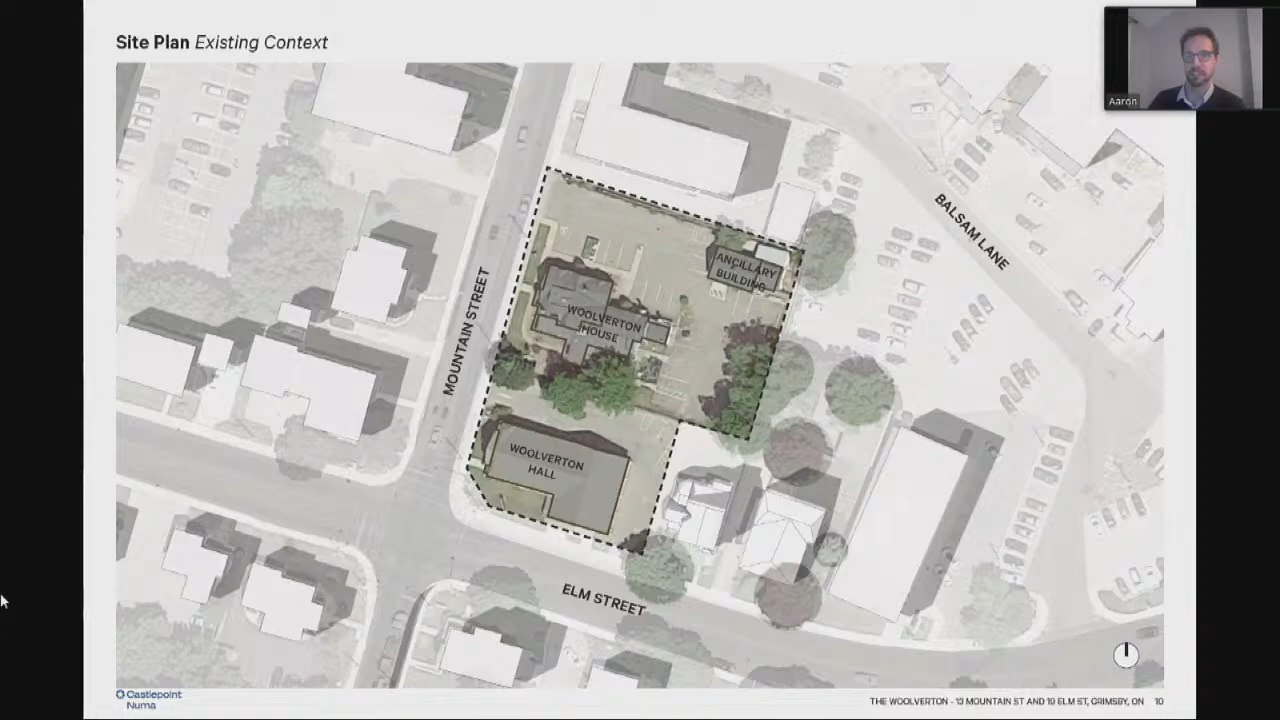 Site Plan Existing Context
Aaron
BALSAM LANE
ANCILLARY
BUILDING
MOUNTAIN STREET
WOOLVERTON
HOUSE
WOOLVERTON
HALL
ELM STREET
Castlepoint
Numa
THE WOOLVERTON - 13 MOUNTAIN ST AND 19 ELM ST, GRIMSBY, ON 10